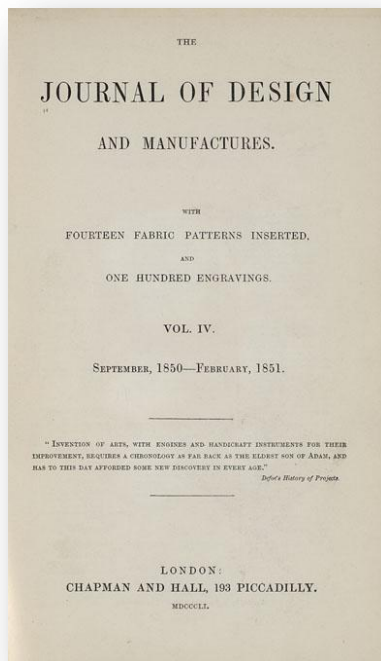 THE
JOURNAL OF DESIGN
AND MANUFACTURES.
WITH
FOURTEEN FABRIC PATTERNS INSERTED,
AND
ONE HUNDRED ENGRAVINGS.
VOL. IV.
SEPTEMBER, 1850—FEBRUARY, 1851.
“ INVENTION OF ARTS, WITH ENGINES AND HANDICRAFT INSTRUMENTS FOR THEIR
IMPROVEMENT, REQUIRES A CHRONOLOGY AS FAR BACK AS THE ELDEST SON OF ADAM, AND
HAS TO THIS DAY AFFORDED SOME NEW DISCOVERY IN EVERY AGE.”
Defoe's History of Projects.
LONDON:
CHAPMAN AND HALL, 193 PICCADILLY.
MDCCCLI.